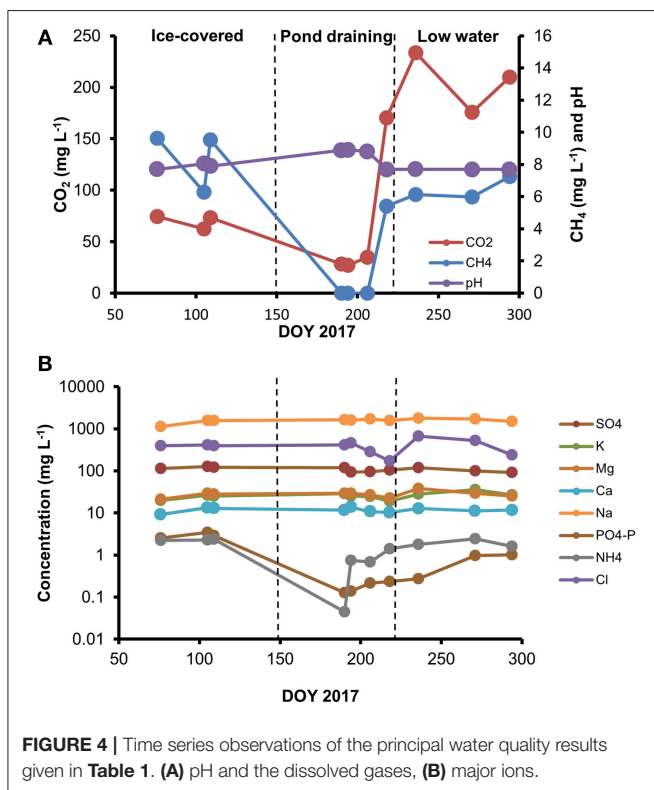 A
Ice-covered Pond draining Low water
250
200
150
100
50
0
CO2 (mg L-1)
16
14
12
10
8
6
4
2
0
CH4 (mg L-1) and pH
CO2
CH4
pH
50 100 150 200 250 300
DOY 2017
B
10000
1000
100
10
1
0.1
0.01
Concentration (mg L-1)
SO4
K
Mg
Ca
Na
PO4-P
NH4
Cl
50 100 150 200 250 300
DOY 2017
FIGURE 4 | Time series observations of the principal water quality results
given in Table 1. (A) pH and the dissolved gases, (B) major ions.